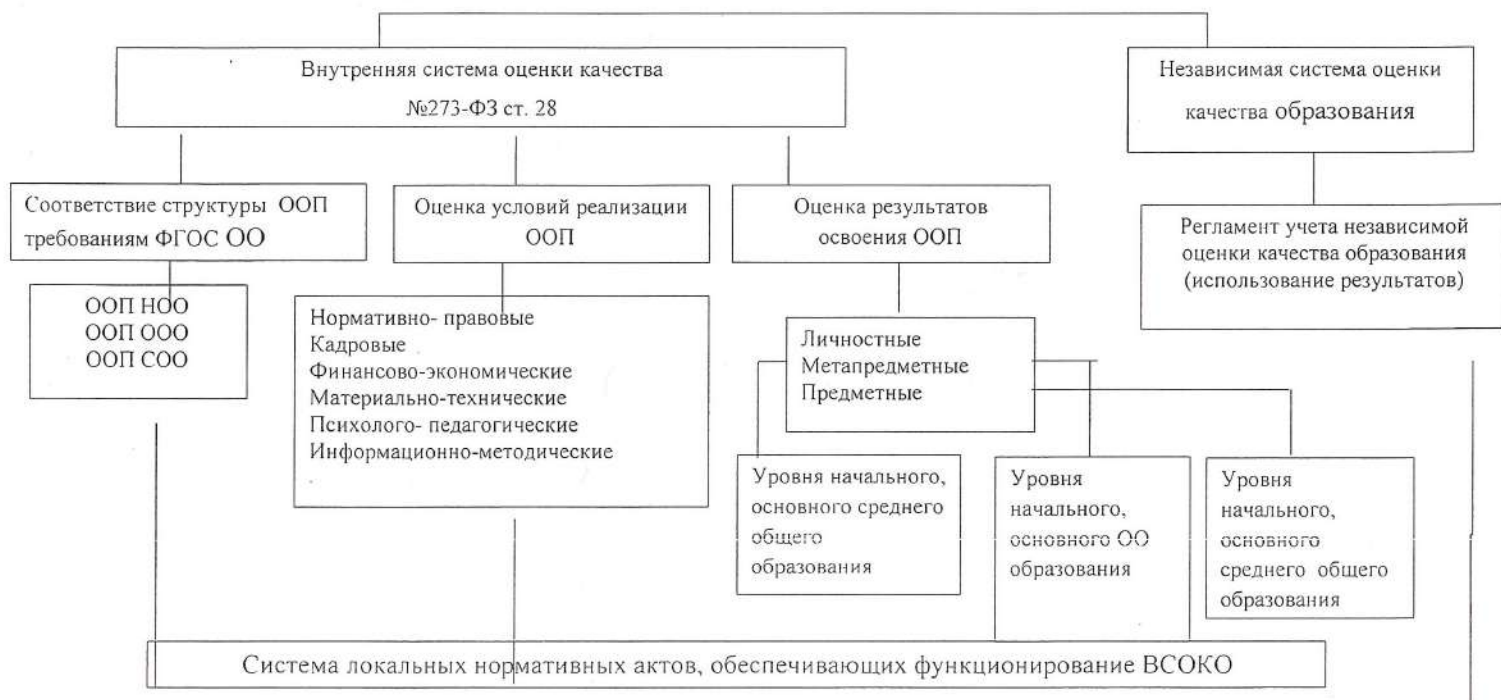 Внутренняя система оценки качества
№273-ФЗ ст. 28
Независимая система оценки
качества образования
Соответствие структуры ООП
требованиям ФГОС ОО
Оценка условий реализации
ООП
Оценка результатов
освоения ООП
Регламент учета независимой
оценки качества образования
(использование результатов)
ООП НОО
ООП ООО
ООП СОО
Нормативно- правовые
Кадровые
Финансово-экономические
Материально-технические
Психолого- педагогические
Информационно-методические
Личностные
Метапредметные
Предметные
Уровня начального,
основного среднего
общего
образования
Уровня
начального,
основного ОО
образования
Уровня
начального,
основного
среднего общего
образования
Система локальных нормативных актов, обеспечивающих функционирование ВСОКО